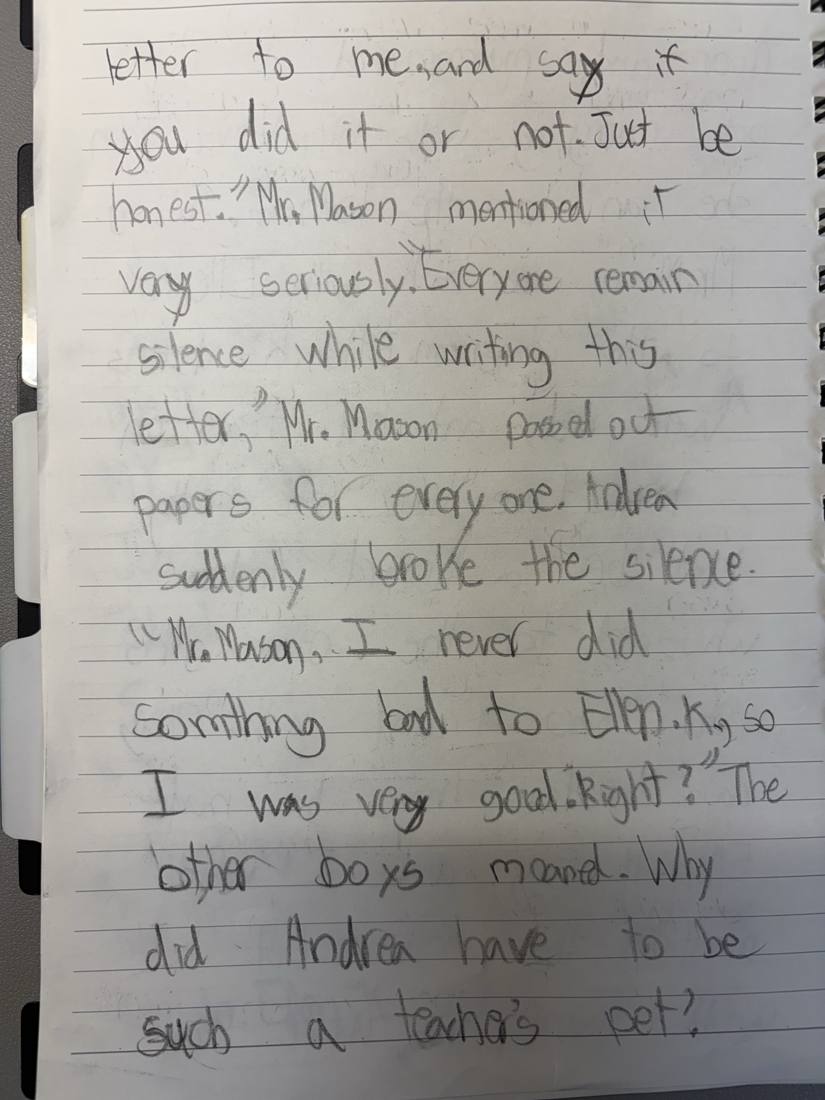 letter to me, and say if
you did it or not. Just be
honest." Mr. Mason mentioned it
very seriously. "Everyone remain
silence while writing this
letter," Mr. Mason passed out
papers for every one. Andrea
suddenly broke the silence.
"Mr. Mason, I never did
somthing bad to Ellen. K, so
I was very good. Right?" The
other boys moaned. Why
did Andrea have to be
such a teacher's pet?